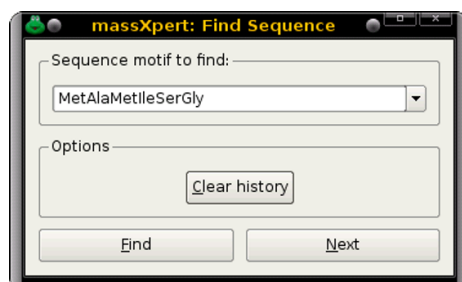 massXpert: Find Sequence
Sequence motif to find:
MetAlaMetIleSerGly
Options
Clear history
Find
Next